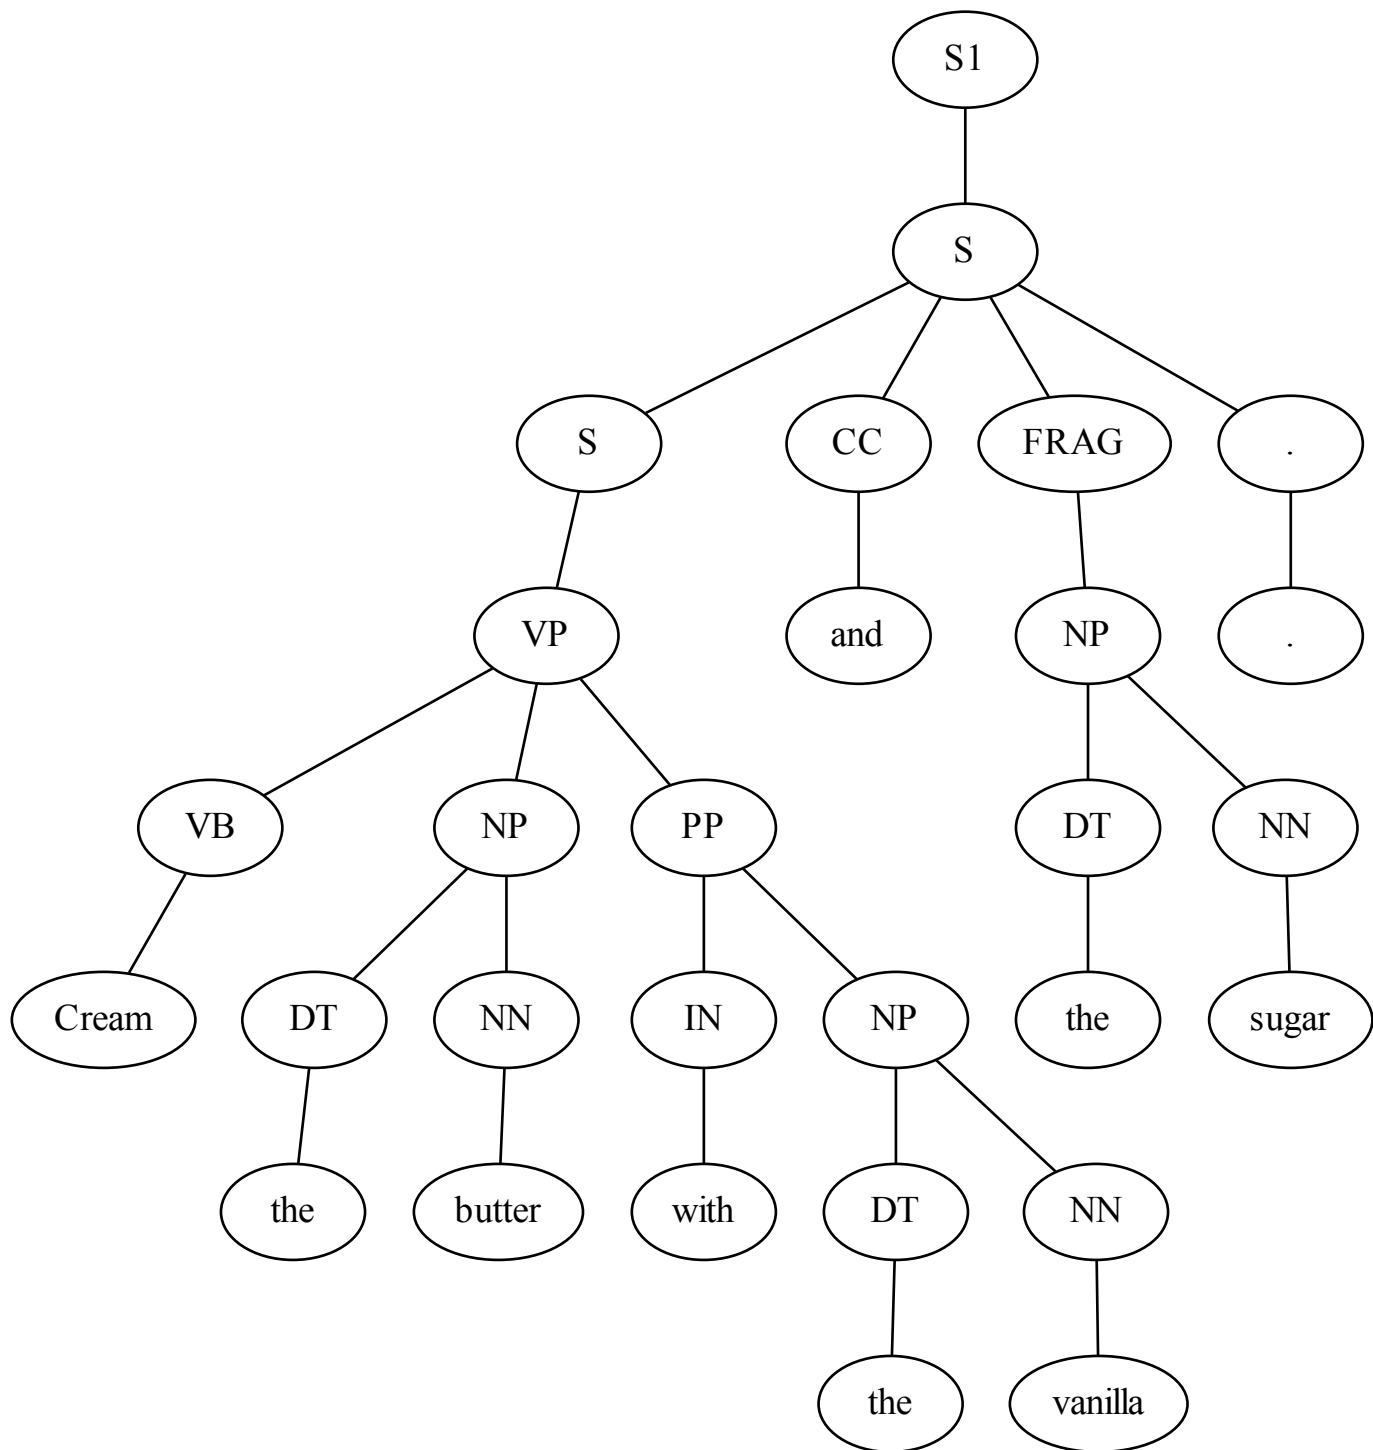 S1
S
S CC FRAG .
VP and NP .
VB NP PP DT NN
Cream DT NN IN NP the sugar
the butter with DT NN
the vanilla